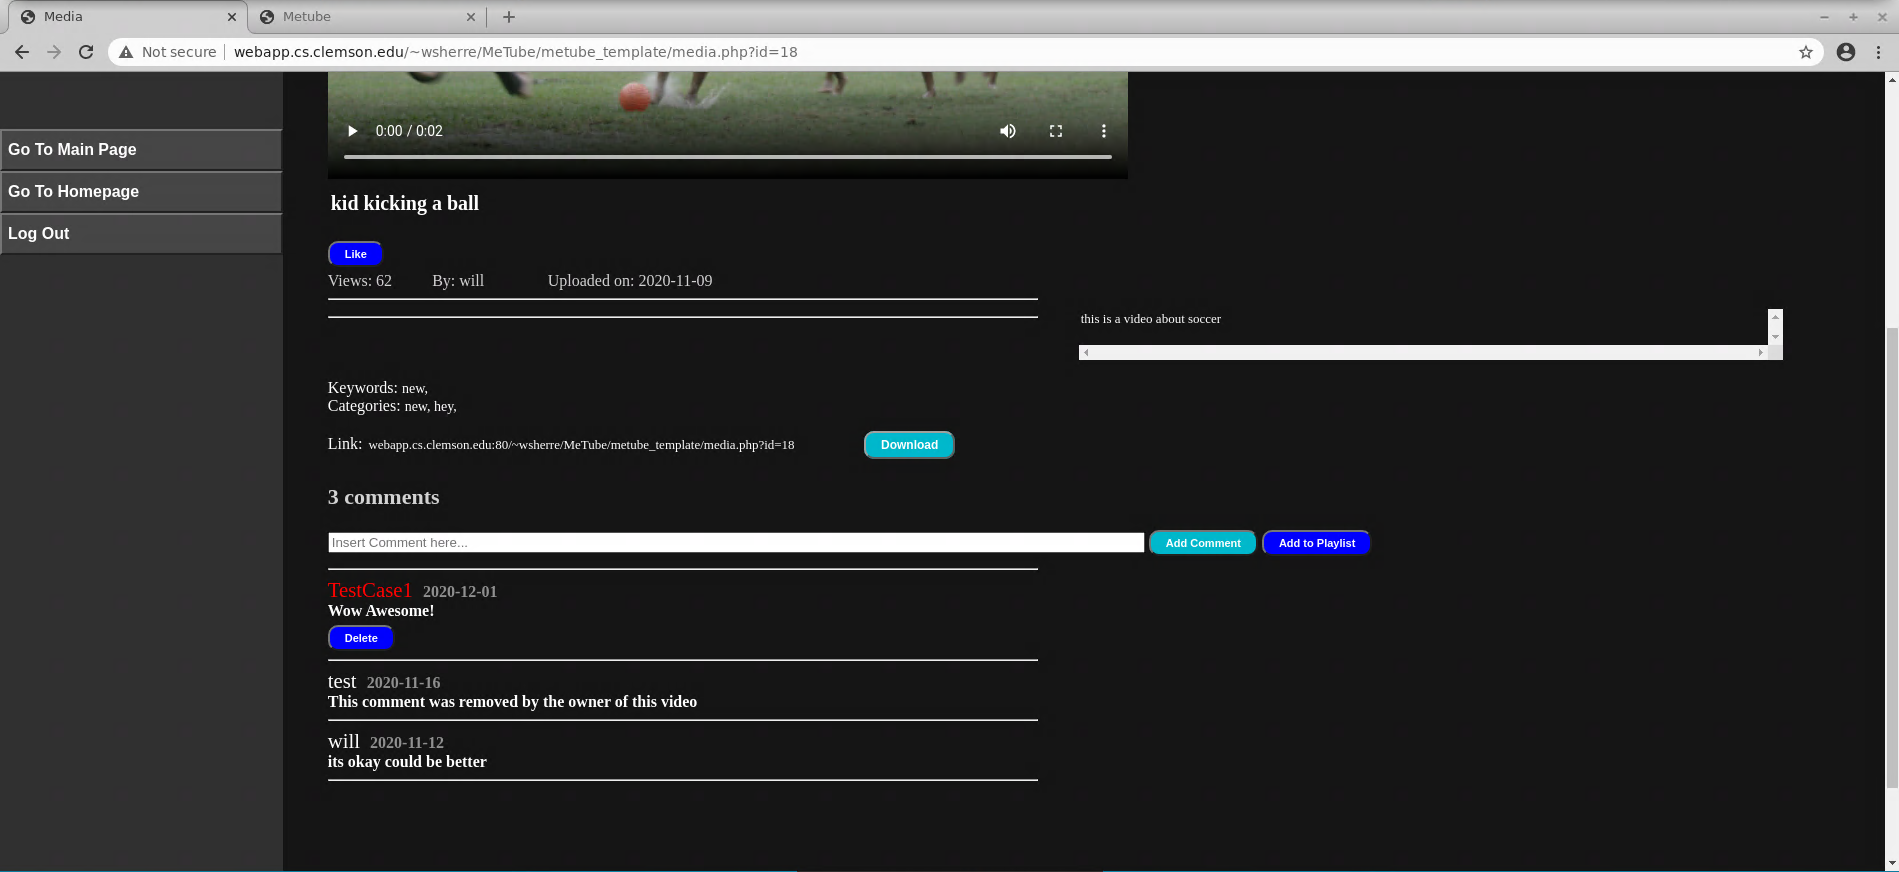 Media
Metube
Not secure
webapp.cs.clemson.edu/~wsherre/MeTube/metube_template/media.php?id=18
Go To Main Page
Go To Homepage
Log Out
0:00 / 0:02
kid kicking a ball
Like
Views: 62 By: will Uploaded on: 2020-11-09
this is a video about soccer
Keywords: new,
Categories: new, hey,
Link: webapp.cs.clemson.edu:80/~wsherre/MeTube/metube_template/media.php?id=18 Download
3 comments
Insert Comment here... Add Comment Add to Playlist
TestCase1 2020-12-01
Wow Awesome!
Delete
test 2020-11-16
This comment was removed by the owner of this video
will 2020-11-12
its okay could be better